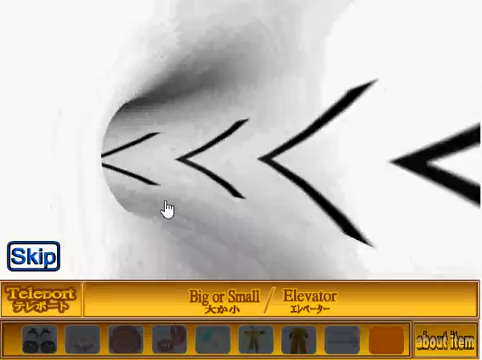 Skip
Teleport
テレポート
Big or Small / Elevator
大か小 エレベーター
about item